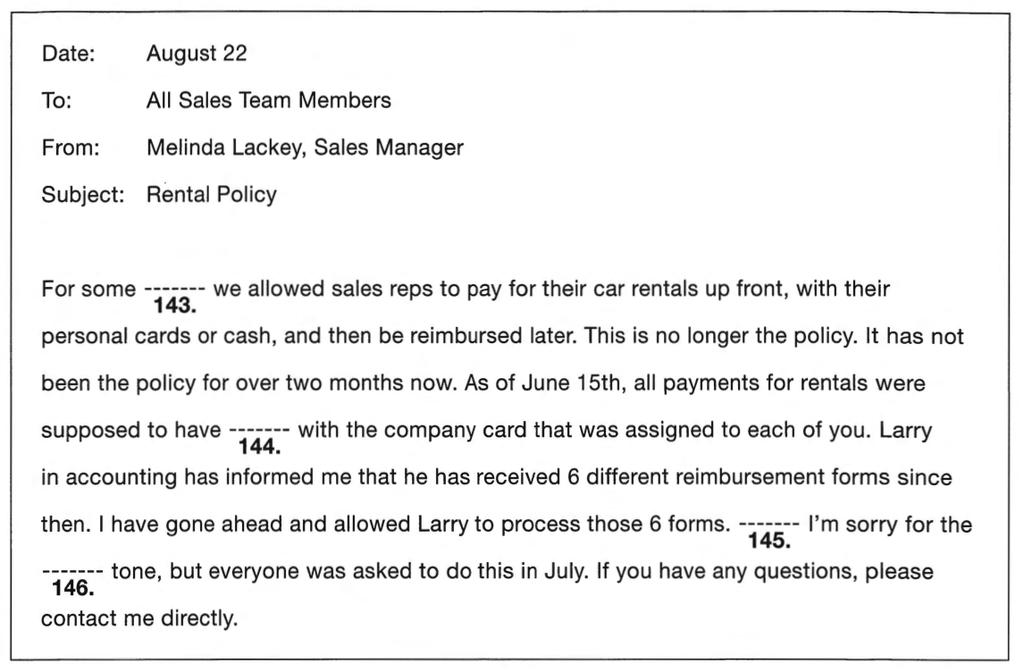 Date: August 22
To: All Sales Team Members
From: Melinda Lackey, Sales Manager
Subject: Rental Policy
For some ------- we allowed sales reps to pay for their car rentals up front, with their
143.
personal cards or cash, and then be reimbursed later. This is no longer the policy. It has not
been the policy for over two months now. As of June 15th, all payments for rentals were
supposed to have ------- with the company card that was assigned to each of you. Larry
144.
in accounting has informed me that he has received 6 different reimbursement forms since
then. I have gone ahead and allowed Larry to process those 6 forms. ------- I'm sorry for the
145.
------- tone, but everyone was asked to do this in July. If you have any questions, please
146.
contact me directly.